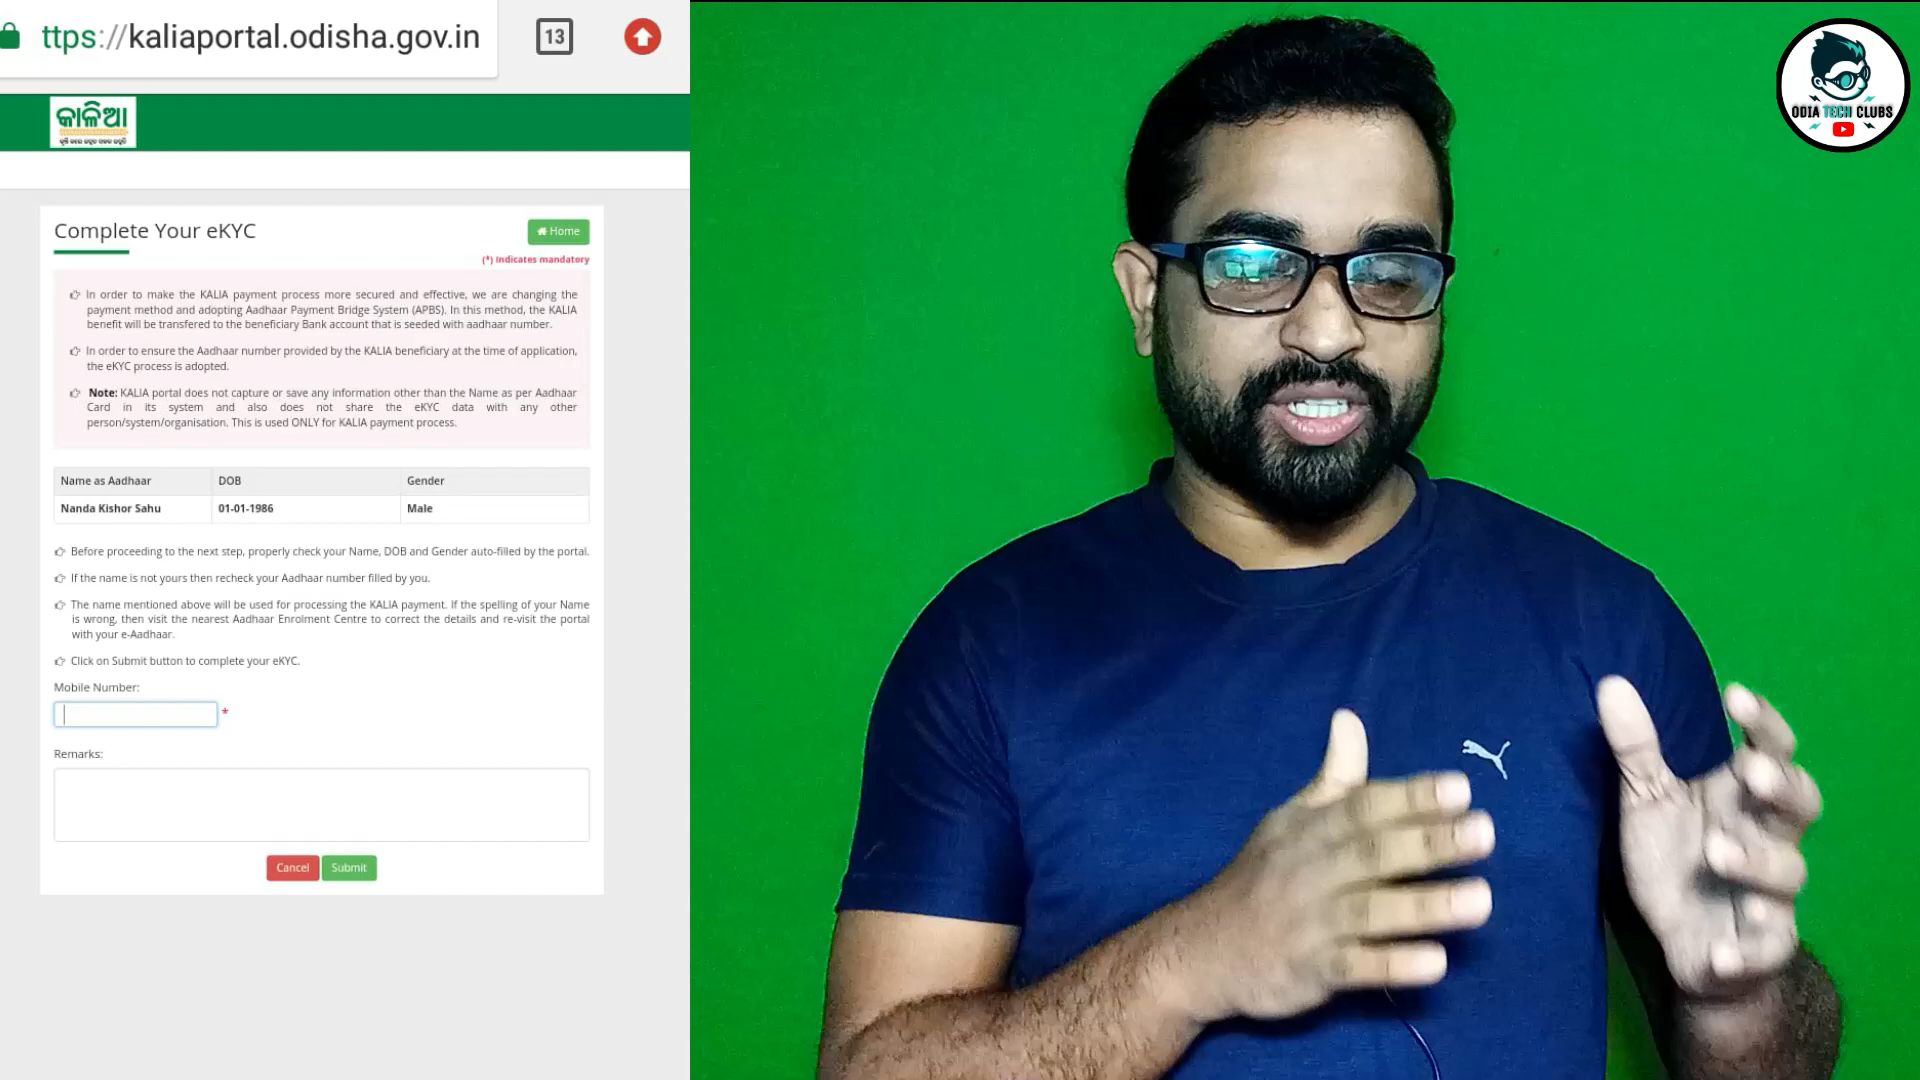 ttps://kaliaportal.odisha.gov.in
13
କାଳିଆ
ODIA TECH CLUBS
Complete Your eKYC
Home
(*) Indicates mandatory
In order to make the KALIA payment process more secured and effective, we are changing the
payment method and adopting Aadhaar Payment Bridge System (APBS). In this method, the KALIA
benefit will be transfered to the beneficiary Bank account that is seeded with aadhaar number.
In order to ensure the Aadhaar number provided by the KALIA beneficiary at the time of application,
the eKYC process is adopted.
Note: KALIA portal does not capture or save any information other than the Name as per Aadhaar
Card in its system and also does not share the eKYC data with any other
person/system/organisation. This is used ONLY for KALIA payment process.
Name as Aadhaar DOB Gender
Nanda Kishor Sahu 01-01-1986 Male
Before proceeding to the next step, properly check your Name, DOB and Gender auto-filled by the portal.
If the name is not yours then recheck your Aadhaar number filled by you.
The name mentioned above will be used for processing the KALIA payment. If the spelling of your Name
is wrong, then visit the nearest Aadhaar Enrolment Centre to correct the details and re-visit the portal
with your e-Aadhaar.
Click on Submit button to complete your eKYC.
Mobile Number:
*
Remarks:
Cancel Submit